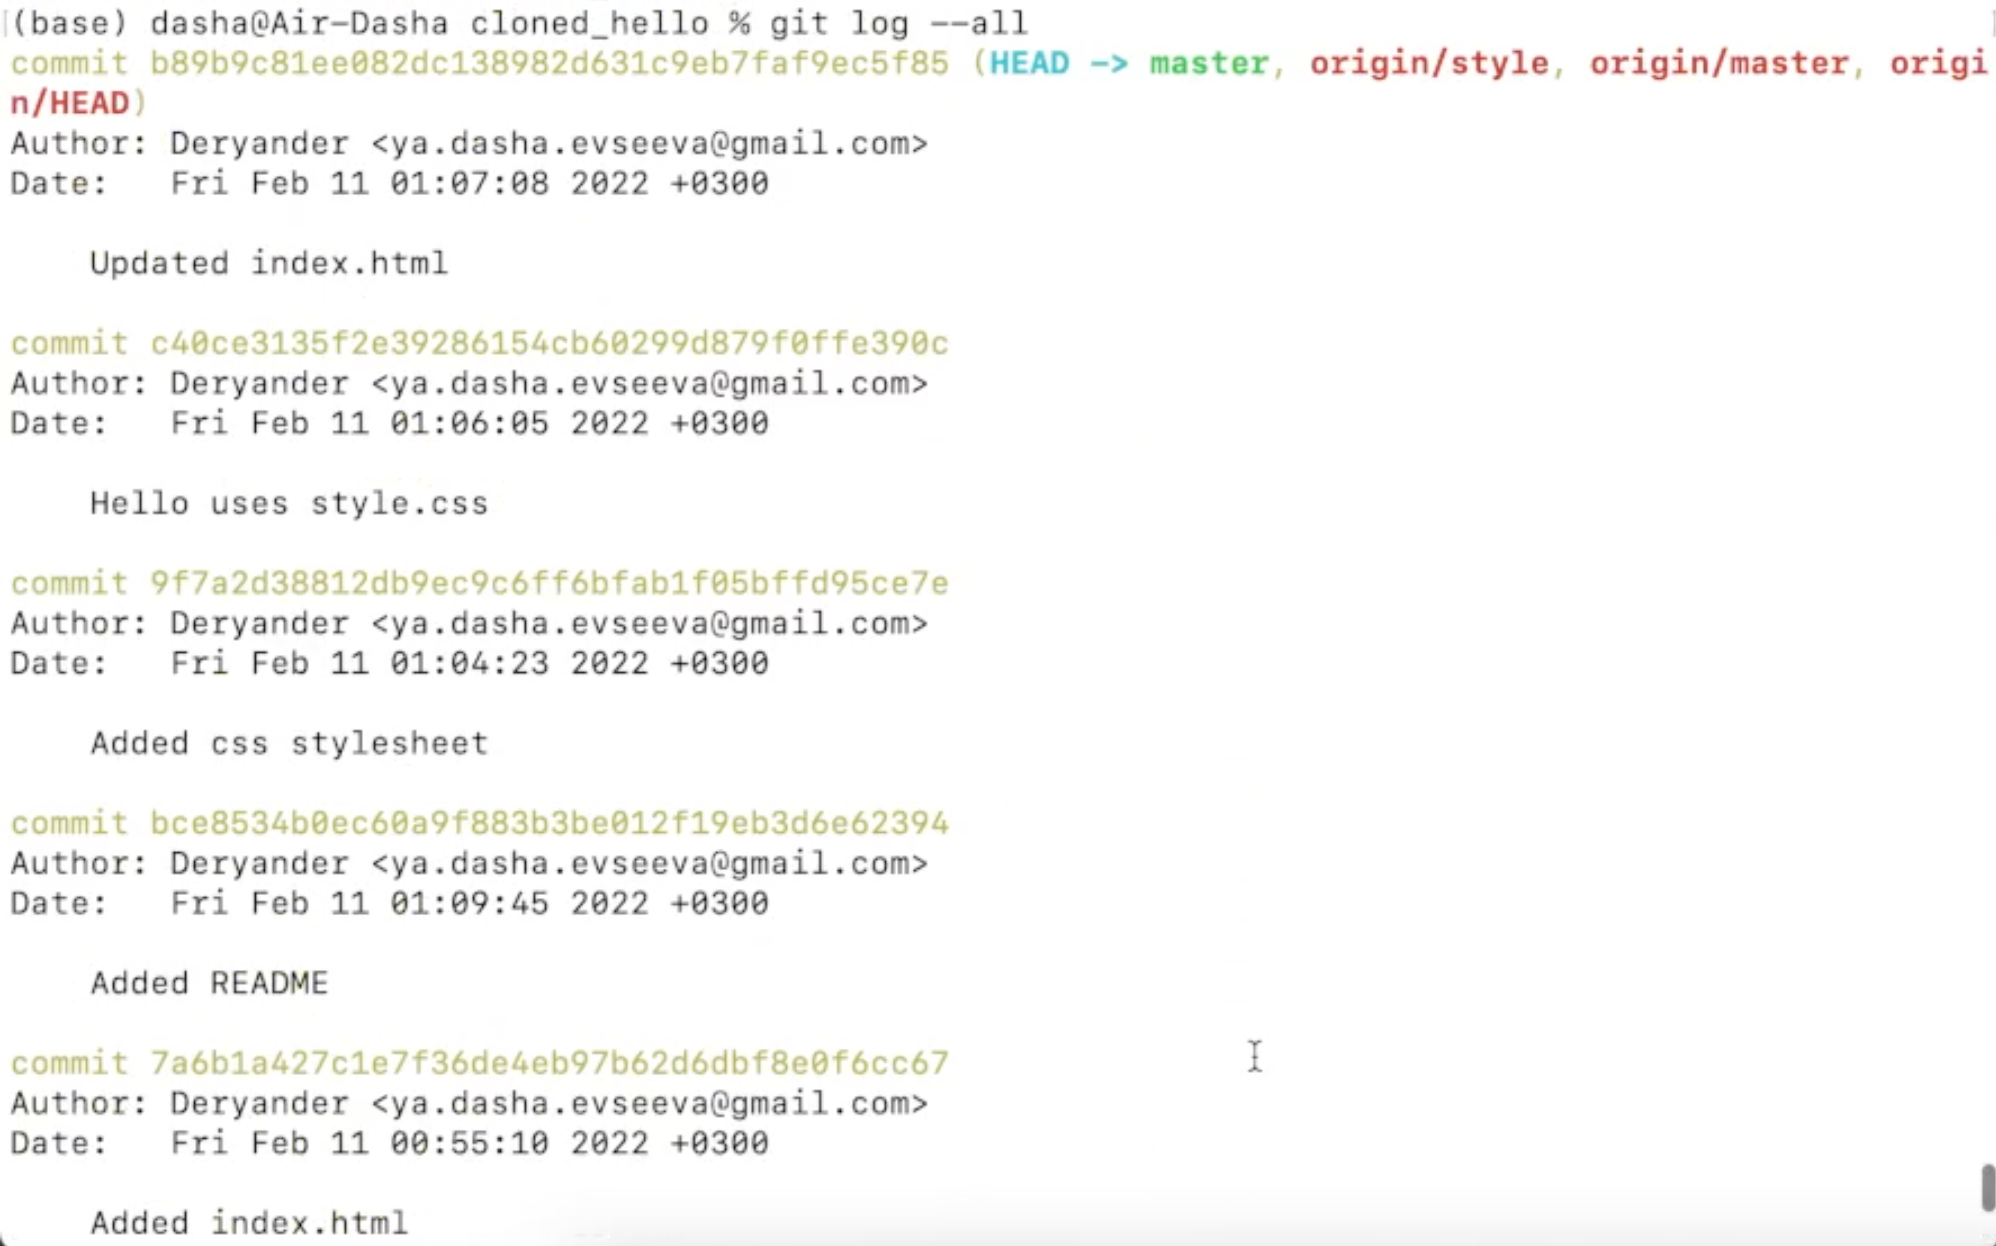 (base) dasha@Air-Dasha cloned_hello % git log --all
commit b89b9c81ee082dc138982d631c9eb7faf9ec5f85 (HEAD -> master, origin/style, origin/master, origi
n/HEAD)
Author: Deryander <ya.dasha.evseeva@gmail.com>
Date:   Fri Feb 11 01:07:08 2022 +0300
Updated index.html
commit c40ce3135f2e39286154cb60299d879f0ffe390c
Author: Deryander <ya.dasha.evseeva@gmail.com>
Date:   Fri Feb 11 01:06:05 2022 +0300
Hello uses style.css
commit 9f7a2d38812db9ec9c6ff6bfab1f05bffd95ce7e
Author: Deryander <ya.dasha.evseeva@gmail.com>
Date:   Fri Feb 11 01:04:23 2022 +0300
Added css stylesheet
commit bce8534b0ec60a9f883b3be012f19eb3d6e62394
Author: Deryander <ya.dasha.evseeva@gmail.com>
Date:   Fri Feb 11 01:09:45 2022 +0300
Added README
commit 7a6b1a427c1e7f36de4eb97b62d6dbf8e0f6cc67
Author: Deryander <ya.dasha.evseeva@gmail.com>
Date:   Fri Feb 11 00:55:10 2022 +0300
Added index.html